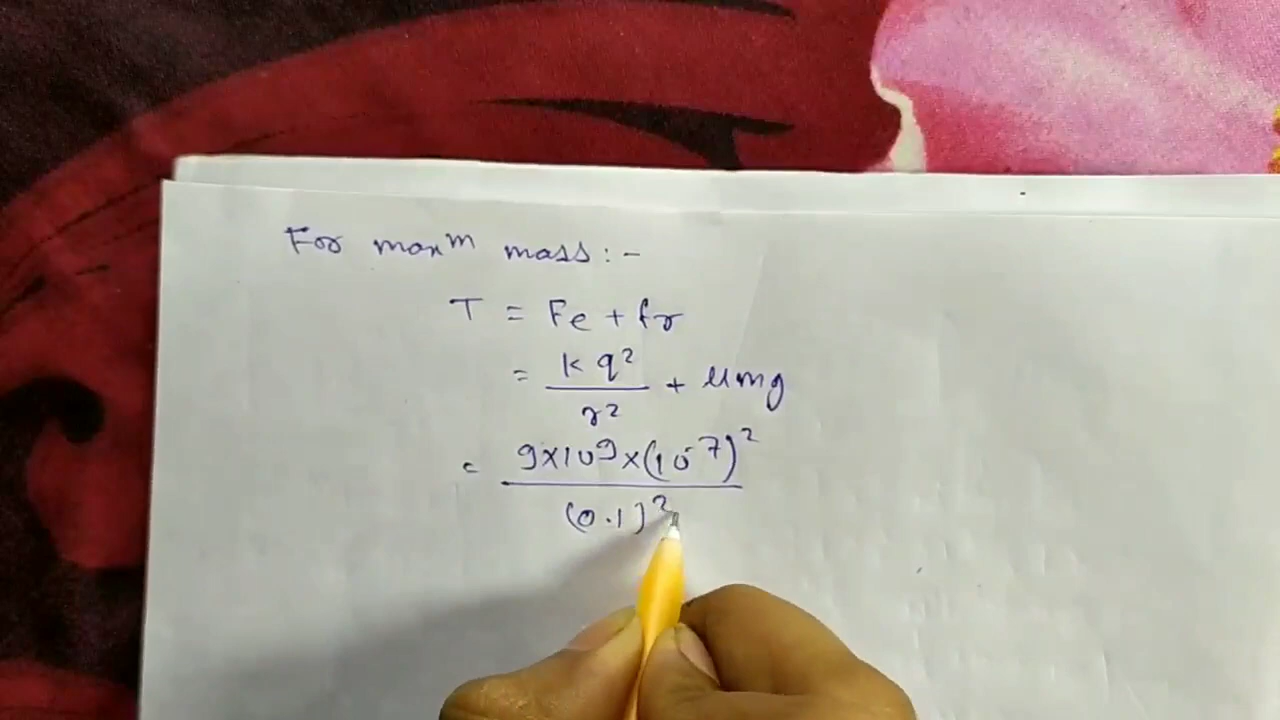 For maxᵐ mass:-
T = Fe + fr
= kq²/r² + μmg
= 9×10⁹×(10⁻⁷)²/(0.1)²